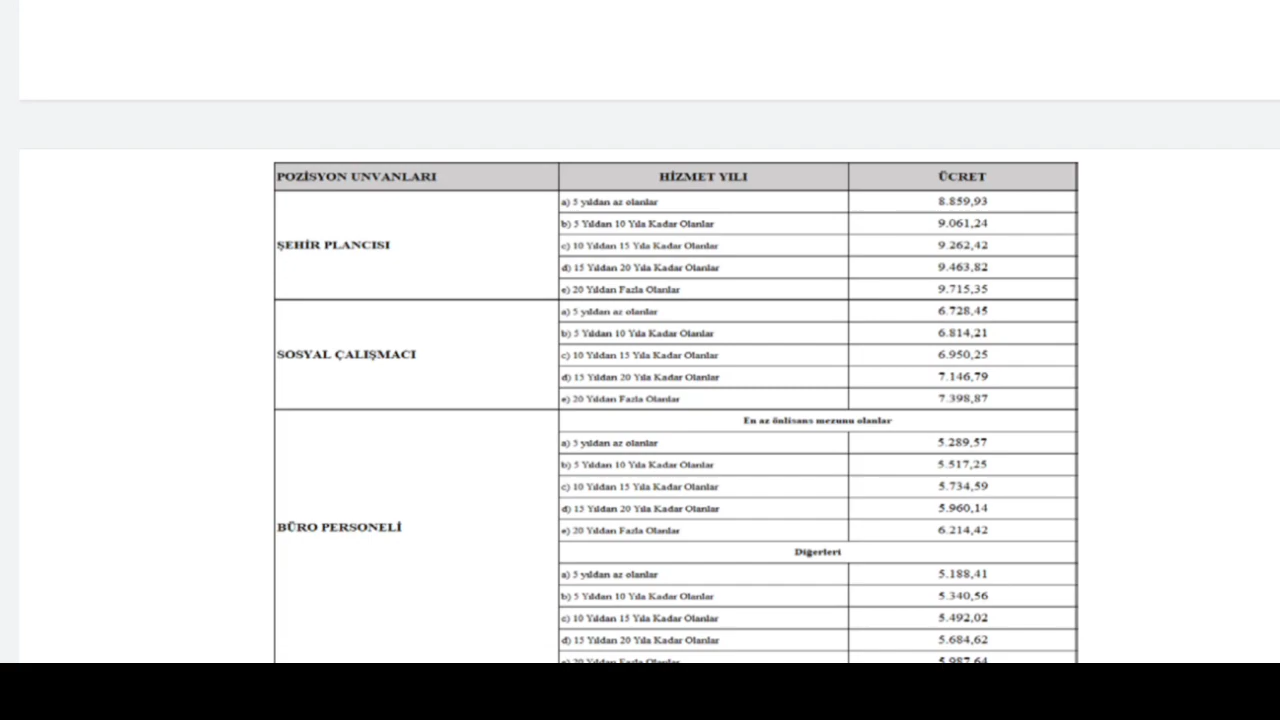 POZİSYON UNVANLARI HİZMET YILI ÜCRET
ŞEHİR PLANCISI
a) 5 yıldan az olanlar 8.859,93
b) 5 Yıldan 10 Yıla Kadar Olanlar 9.061,24
c) 10 Yıldan 15 Yıla Kadar Olanlar 9.262,42
d) 15 Yıldan 20 Yıla Kadar Olanlar 9.463,82
e) 20 Yıldan Fazla Olanlar 9.715,35
SOSYAL ÇALIŞMACI
a) 5 yıldan az olanlar 6.728,45
b) 5 Yıldan 10 Yıla Kadar Olanlar 6.814,21
c) 10 Yıldan 15 Yıla Kadar Olanlar 6.950,25
d) 15 Yıldan 20 Yıla Kadar Olanlar 7.146,79
e) 20 Yıldan Fazla Olanlar 7.398,87
BÜRO PERSONELİ
En az önlisans mezunu olanlar
a) 5 yıldan az olanlar 5.289,57
b) 5 Yıldan 10 Yıla Kadar Olanlar 5.517,25
c) 10 Yıldan 15 Yıla Kadar Olanlar 5.734,59
d) 15 Yıldan 20 Yıla Kadar Olanlar 5.960,14
e) 20 Yıldan Fazla Olanlar 6.214,42
Diğerleri
a) 5 yıldan az olanlar 5.188,41
b) 5 Yıldan 10 Yıla Kadar Olanlar 5.340,56
c) 10 Yıldan 15 Yıla Kadar Olanlar 5.492,02
d) 15 Yıldan 20 Yıla Kadar Olanlar 5.684,62
e) 20 Yıldan Fazla Olanlar 5.987,64